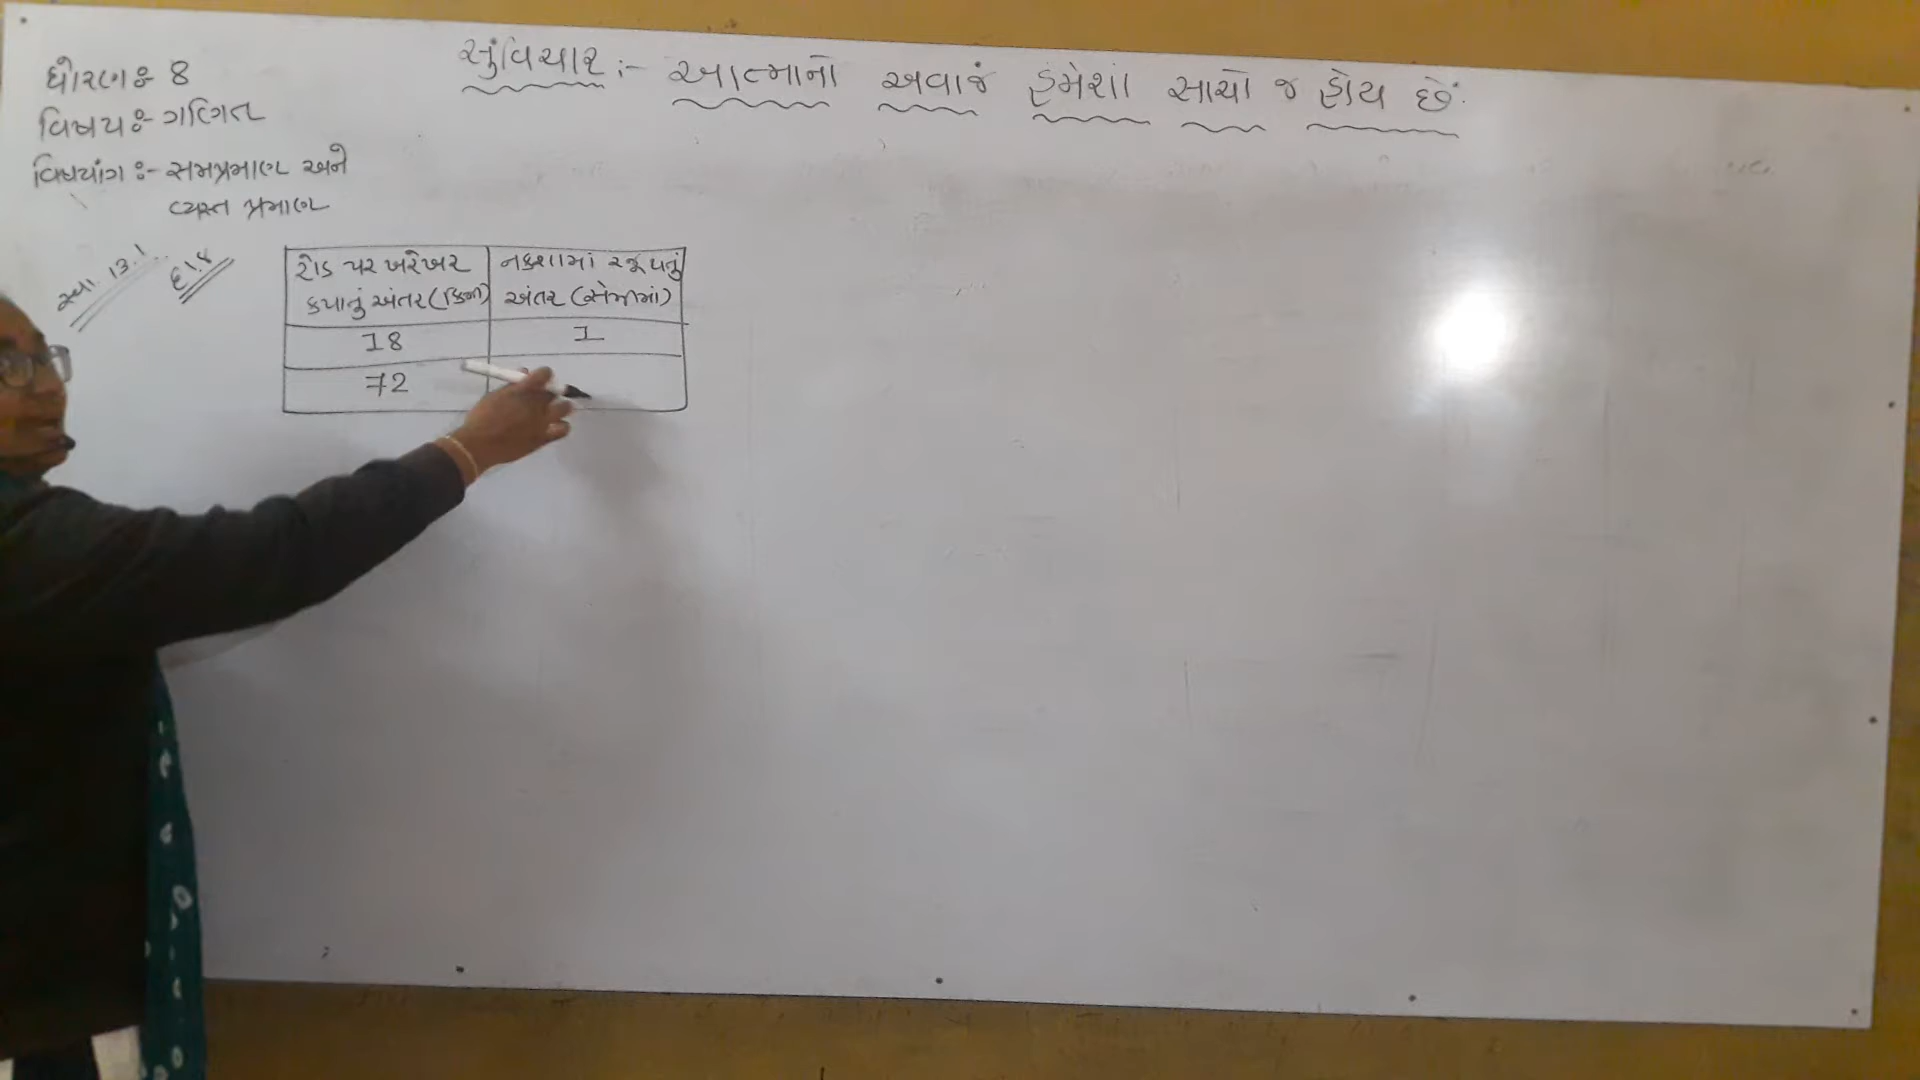 સુંવિચાર :- આત્માનો અવાજ હંમેશાં સાચો જ હોય છે.
ધોરણઃ- 8
વિષયઃ- ગણિત
વિષયાંગ :- સમપ્રમાણ અને
વ્યસ્ત પ્રમાણ
સ્વા. 13.1
દા.8
રોડ પર ખરેખર નકશામાં રજૂ થતું
કપાતું અંતર (કિમી) અંતર (સેમીમાં)
18 1
72